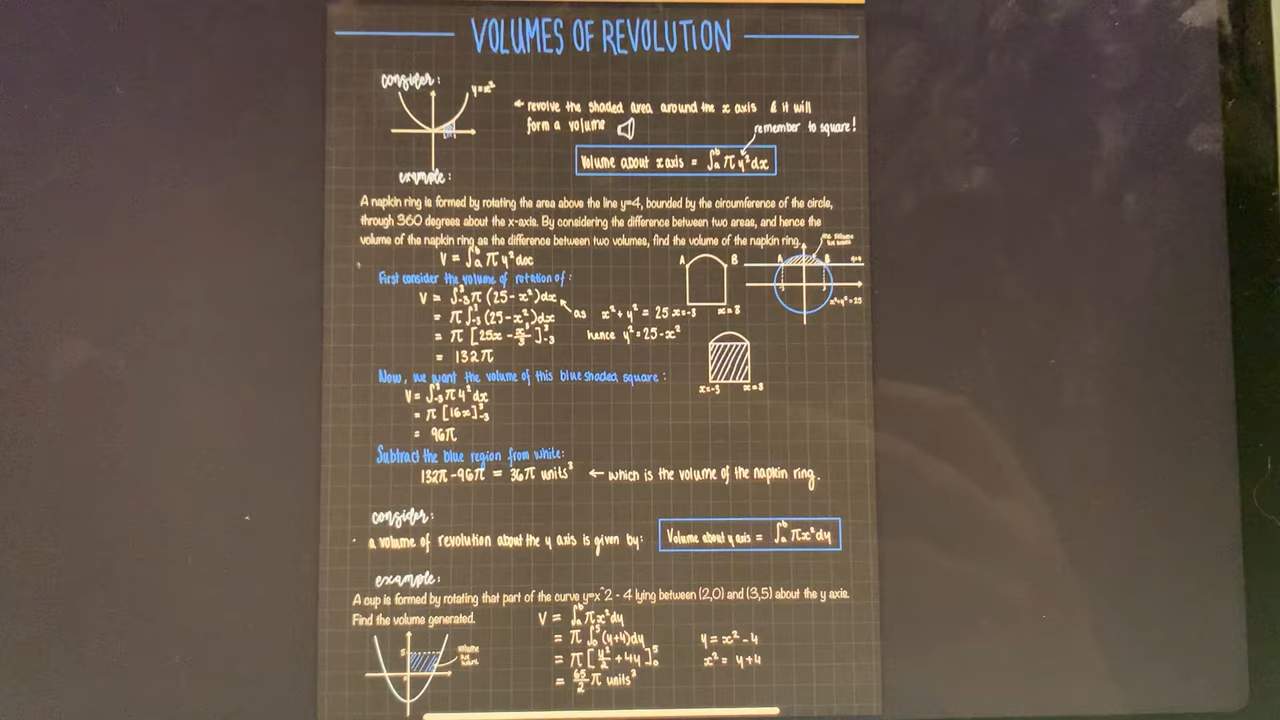 VOLUMES OF REVOLUTION
consider:
y=x²
← revolve the shaded area around the x axis & it will
form a volume
remember to square!
Volume about x axis = ∫ₐᵇ πy²dx
example:
A napkin ring is formed by rotating the area above the line y=4, bounded by the circumference of the circle,
through 360 degrees about the x-axis. By considering the difference between two areas, and hence the
volume of the napkin ring as the difference between two volumes, find the volume of the napkin ring.
V = ∫ₐᵇ π y² dx
A B
A B y=4
First consider the volume of rotation of:
V = ∫₋₃³ π (25-x²)dx
= π ∫₋₃³ (25-x²)dx
← as x²+y² = 25
x=-3 x=3
-3 3
x²+y²=25
= π [25x - x³/3]₋₃³
hence y²=25-x²
= 132π
Now, we want the volume of this blue shaded square:
x=-3 x=3
V = ∫₋₃³ π4²dx
= π [16x]₋₃³
= 96π
Subtract the blue region from white:
132π-96π = 36π units³ ← which is the volume of the napkin ring.
consider:
a volume of revolution about the y axis is given by:
Volume about y axis = ∫ₐᵇ πx²dy
example:
A cup is formed by rotating that part of the curve y=x^2 - 4 lying between (2,0) and (3,5) about the y axis.
Find the volume generated.
V = ∫ₐᵇ πx²dy
= π ∫₀⁵ (y+4)dy
y = x²-4
= π [y²/2 + 4y]₀⁵
x² = y+4
= 65/2 π units³
5
volume